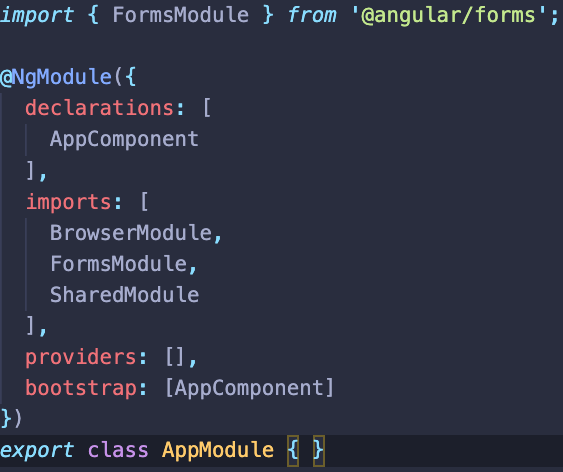 import { FormsModule } from '@angular/forms';
@NgModule({
declarations: [
AppComponent
],
imports: [
BrowserModule,
FormsModule,
SharedModule
],
providers: [],
bootstrap: [AppComponent]
})
export class AppModule { }